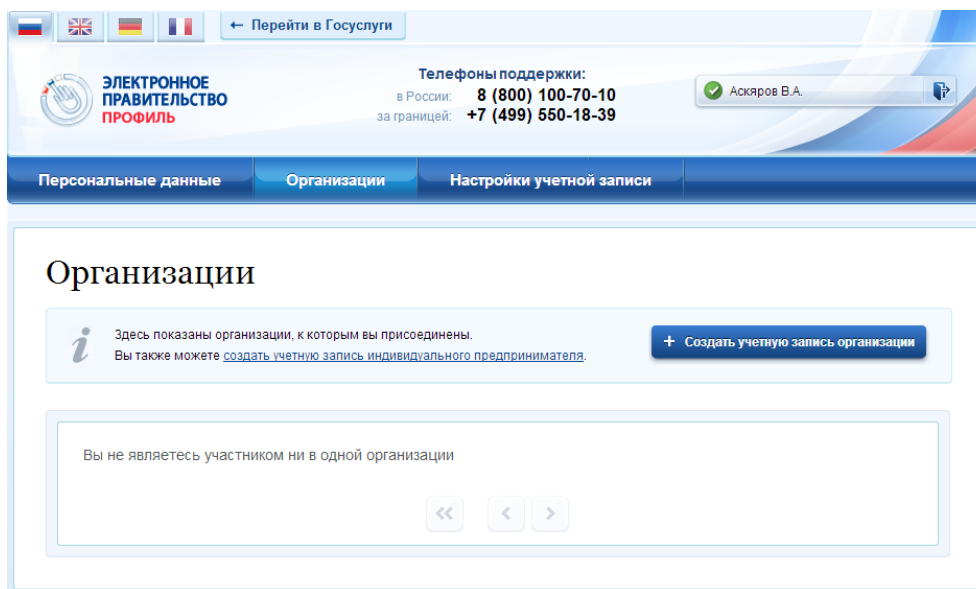 ← Перейти в Госуслуги
ЭЛЕКТРОННОЕ
ПРАВИТЕЛЬСТВО
ПРОФИЛЬ
Телефоны поддержки:
в России: 8 (800) 100-70-10
за границей: +7 (499) 550-18-39
Аскяров В.А.
Персональные данные Организации Настройки учетной записи
Организации
Здесь показаны организации, к которым вы присоединены.
Вы также можете создать учетную запись индивидуального предпринимателя.
+ Создать учетную запись организации
Вы не являетесь участником ни в одной организации